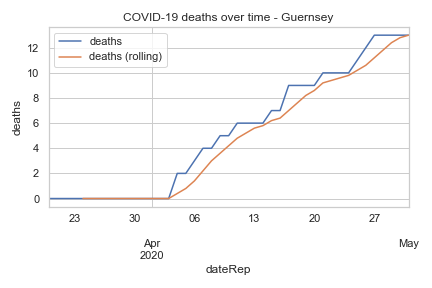 COVID-19 deaths over time - Guernsey
deaths
deaths (rolling)
12
10
8
6
4
2
0
deaths
23 30 06 13 20 27
Apr May
2020
dateRep